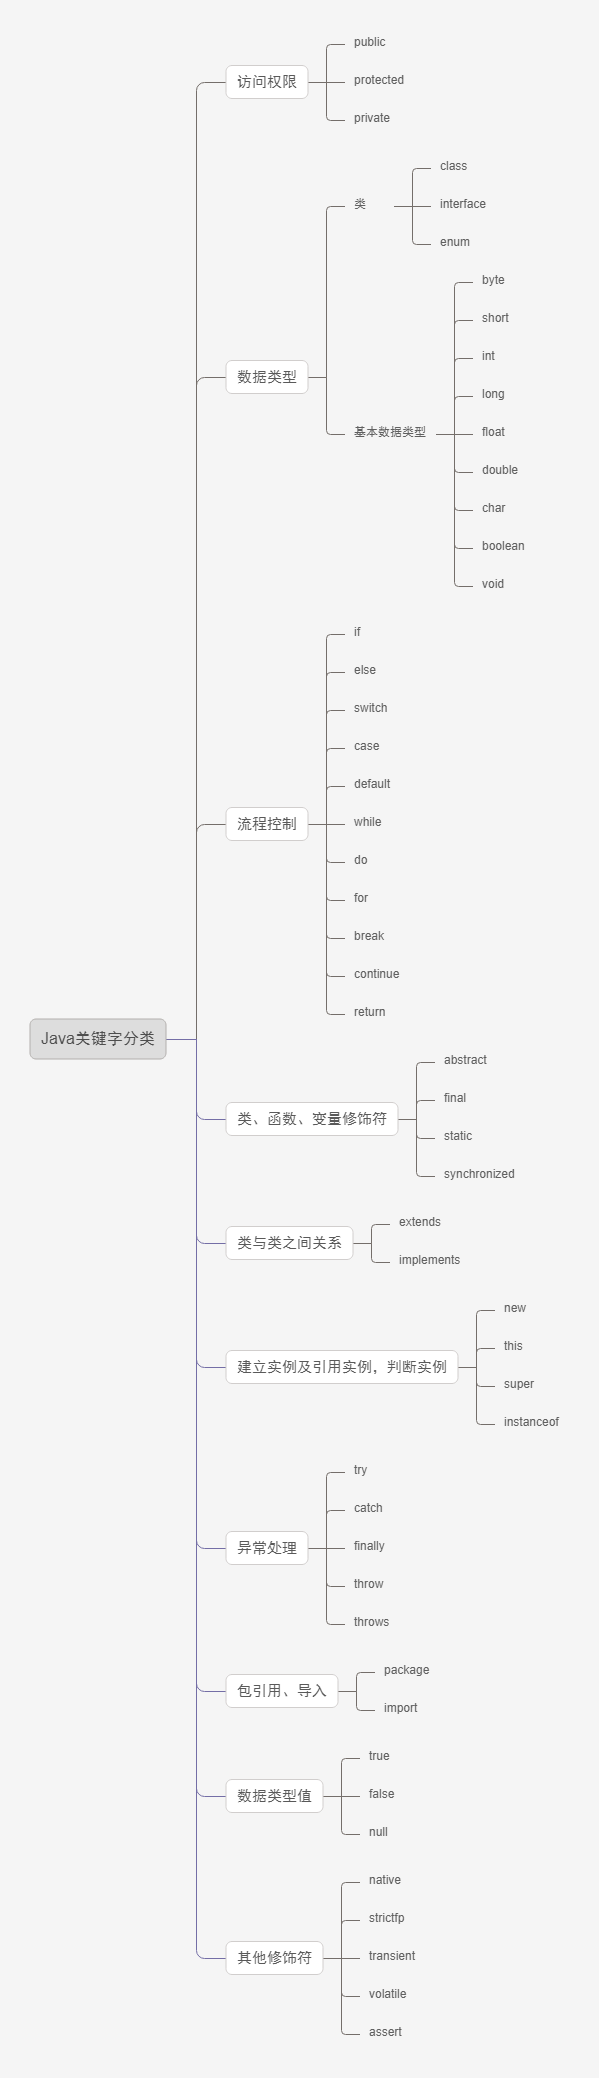 Java关键字分类
访问权限
public
protected
private
数据类型
类
class
interface
enum
基本数据类型
byte
short
int
long
float
double
char
boolean
void
流程控制
if
else
switch
case
default
while
do
for
break
continue
return
类、函数、变量修饰符
abstract
final
static
synchronized
类与类之间关系
extends
implements
建立实例及引用实例，判断实例
new
this
super
instanceof
异常处理
try
catch
finally
throw
throws
包引用、导入
package
import
数据类型值
true
false
null
其他修饰符
native
strictfp
transient
volatile
assert